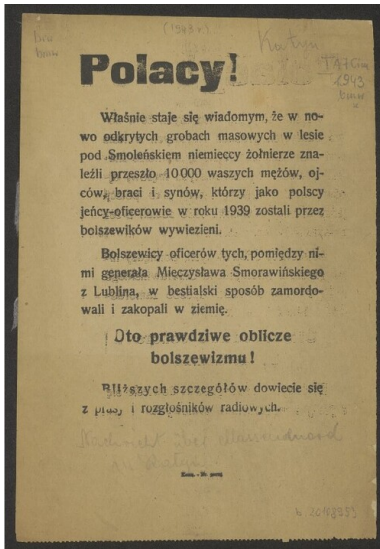 (1943 r.)
Katyń
1943
Polacy!
Właśnie staje się wiadomym, że w no-
wo odkrytych grobach masowych w lesie
pod Smoleńskiem niemieccy żołnierze zna-
leźli przeszło 10 000 waszych mężów, oj-
ców, braci i synów, którzy jako polscy
jeńcy-oficerowie w roku 1939 zostali przez
bolszewików wywiezieni.
Bolszewicy oficerów tych, pomiędzy ni-
mi generała Mieczysława Smorawińskiego
z Lublina, w bestialski sposób zamordo-
wali i zakopali w ziemię.
Oto prawdziwe oblicze
bolszewizmu!
Bliższych szczegółów dowiecie się
z prasy i rozgłośników radiowych.